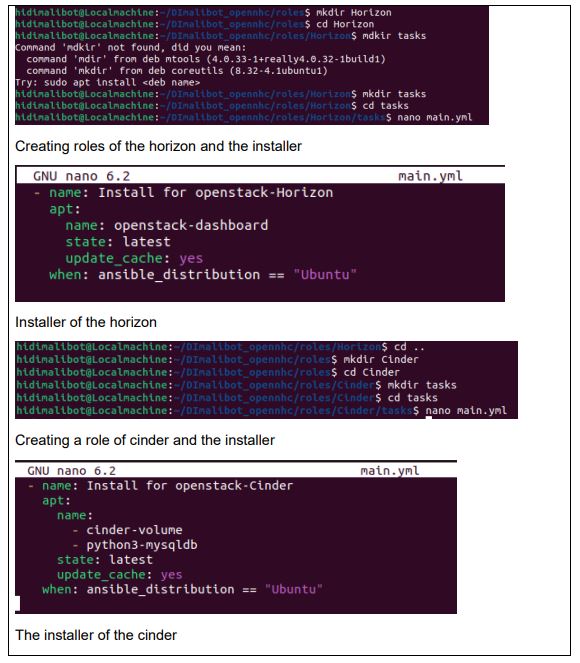 hidimalibot@Localmachine:~/DImalibot_opennhc/roles$ mkdir Horizon
hidimalibot@Localmachine:~/DImalibot_opennhc/roles$ cd Horizon
hidimalibot@Localmachine:~/DImalibot_opennhc/roles/Horizon$ mdkir tasks
Command 'mdkir' not found, did you mean:
  command 'mdir' from deb mtools (4.0.33-1+really4.0.32-1build1)
  command 'mkdir' from deb coreutils (8.32-4.1ubuntu1)
Try: sudo apt install <deb name>
hidimalibot@Localmachine:~/DImalibot_opennhc/roles/Horizon$ mkdir tasks
hidimalibot@Localmachine:~/DImalibot_opennhc/roles/Horizon$ cd tasks
hidimalibot@Localmachine:~/DImalibot_opennhc/roles/Horizon/tasks$ nano main.yml
Creating roles of the horizon and the installer
GNU nano 6.2 main.yml
- name: Install for openstack-Horizon
  apt:
    name: openstack-dashboard
    state: latest
    update_cache: yes
  when: ansible_distribution == "Ubuntu"
Installer of the horizon
hidimalibot@Localmachine:~/DImalibot_opennhc/roles/Horizon$ cd ..
hidimalibot@Localmachine:~/DImalibot_opennhc/roles$ mkdir Cinder
hidimalibot@Localmachine:~/DImalibot_opennhc/roles$ cd Cinder
hidimalibot@Localmachine:~/DImalibot_opennhc/roles/Cinder$ mkdir tasks
hidimalibot@Localmachine:~/DImalibot_opennhc/roles/Cinder$ cd tasks
hidimalibot@Localmachine:~/DImalibot_opennhc/roles/Cinder/tasks$ nano main.yml
Creating a role of cinder and the installer
GNU nano 6.2 main.yml
- name: Install for openstack-Cinder
  apt:
    name:
      - cinder-volume
      - python3-mysqldb
    state: latest
    update_cache: yes
  when: ansible_distribution == "Ubuntu"
The installer of the cinder